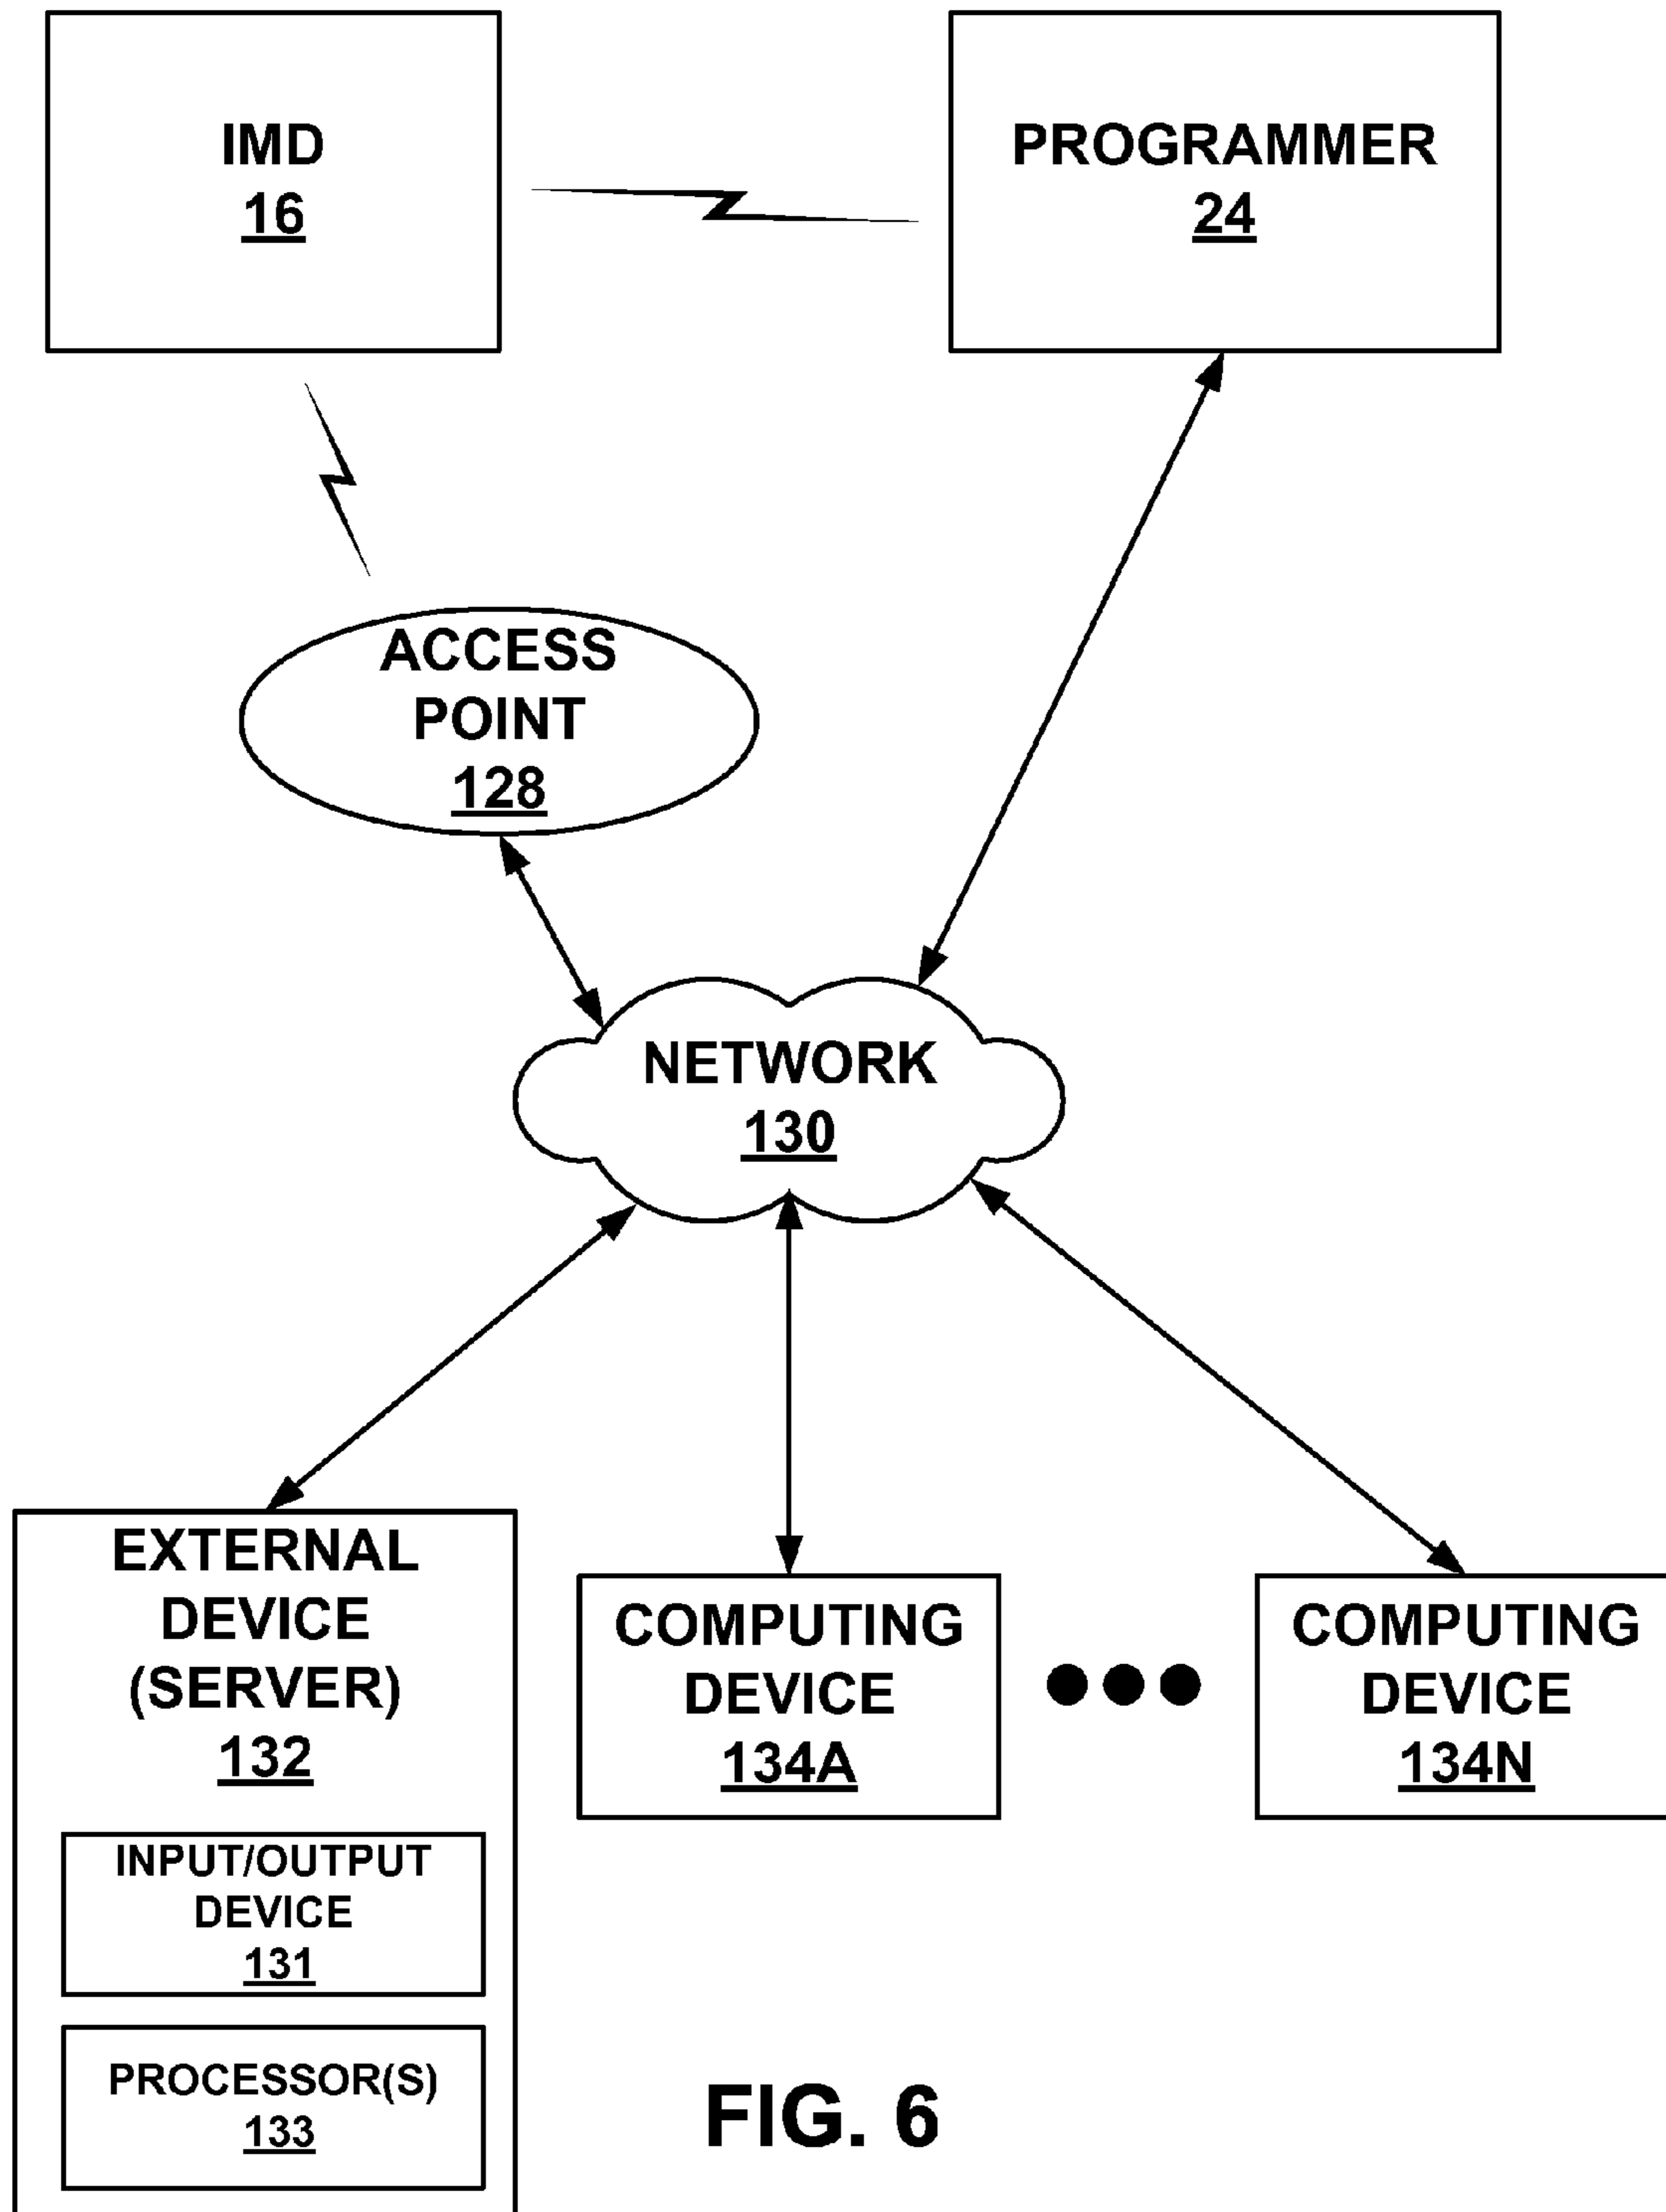 IMD
16
PROGRAMMER
24
ACCESS
POINT
128
NETWORK
130
EXTERNAL
DEVICE
(SERVER)
132
INPUT/OUTPUT
DEVICE
131
PROCESSOR(S)
133
COMPUTING
DEVICE
134A
COMPUTING
DEVICE
134N
FIG. 6